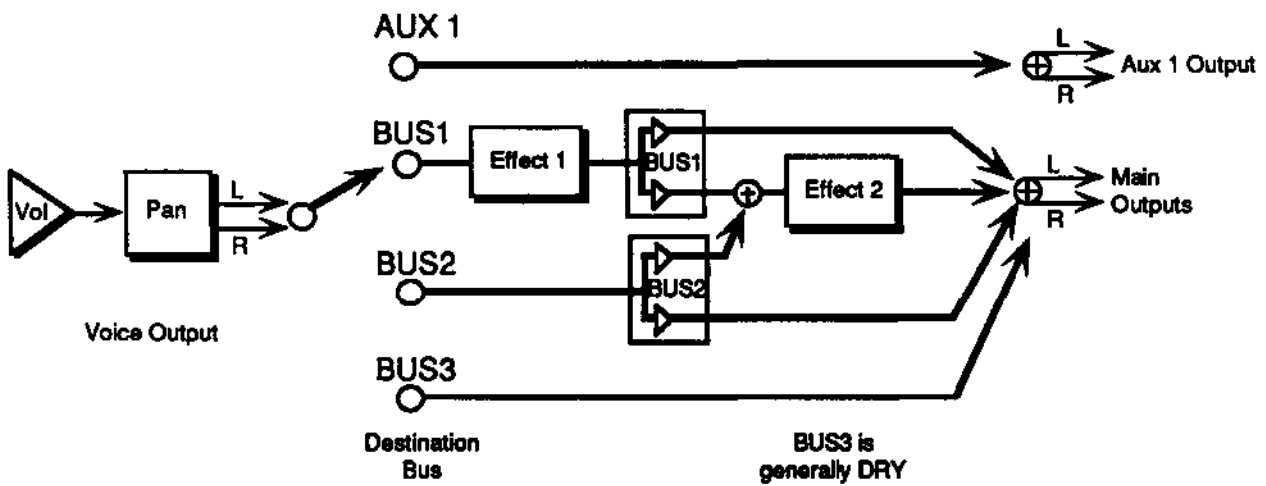 AUX 1
L
R
Aux 1 Output
BUS1
Effect 1
BUS1
Effect 2
L
R
Main
Outputs
Vol
Pan
L
R
BUS2
BUS2
Voice Output
BUS3
Destination
Bus
BUS3 is
generally DRY